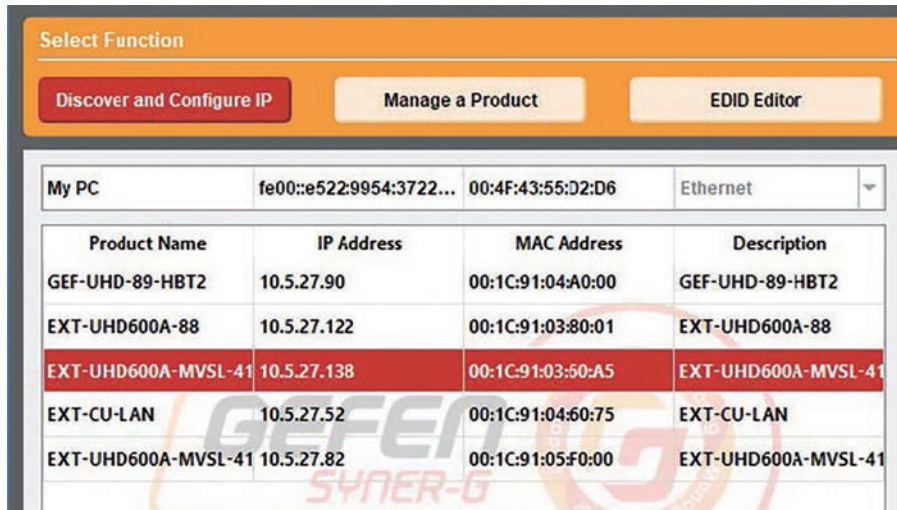 Select Function
Discover and Configure IP Manage a Product EDID Editor
My PC fe00::e522:9954:3722... 00:4F:43:55:D2:D6 Ethernet
Product Name IP Address MAC Address Description
GEF-UHD-89-HBT2 10.5.27.90 00:1C:91:04:A0:00 GEF-UHD-89-HBT2
EXT-UHD600A-88 10.5.27.122 00:1C:91:03:80:01 EXT-UHD600A-88
EXT-UHD600A-MVSL-41 10.5.27.138 00:1C:91:03:60:A5 EXT-UHD600A-MVSL-41
EXT-CU-LAN 10.5.27.52 00:1C:91:04:60:75 EXT-CU-LAN
EXT-UHD600A-MVSL-41 10.5.27.82 00:1C:91:05:F0:00 EXT-UHD600A-MVSL-41
GEFEN
SYNER-G